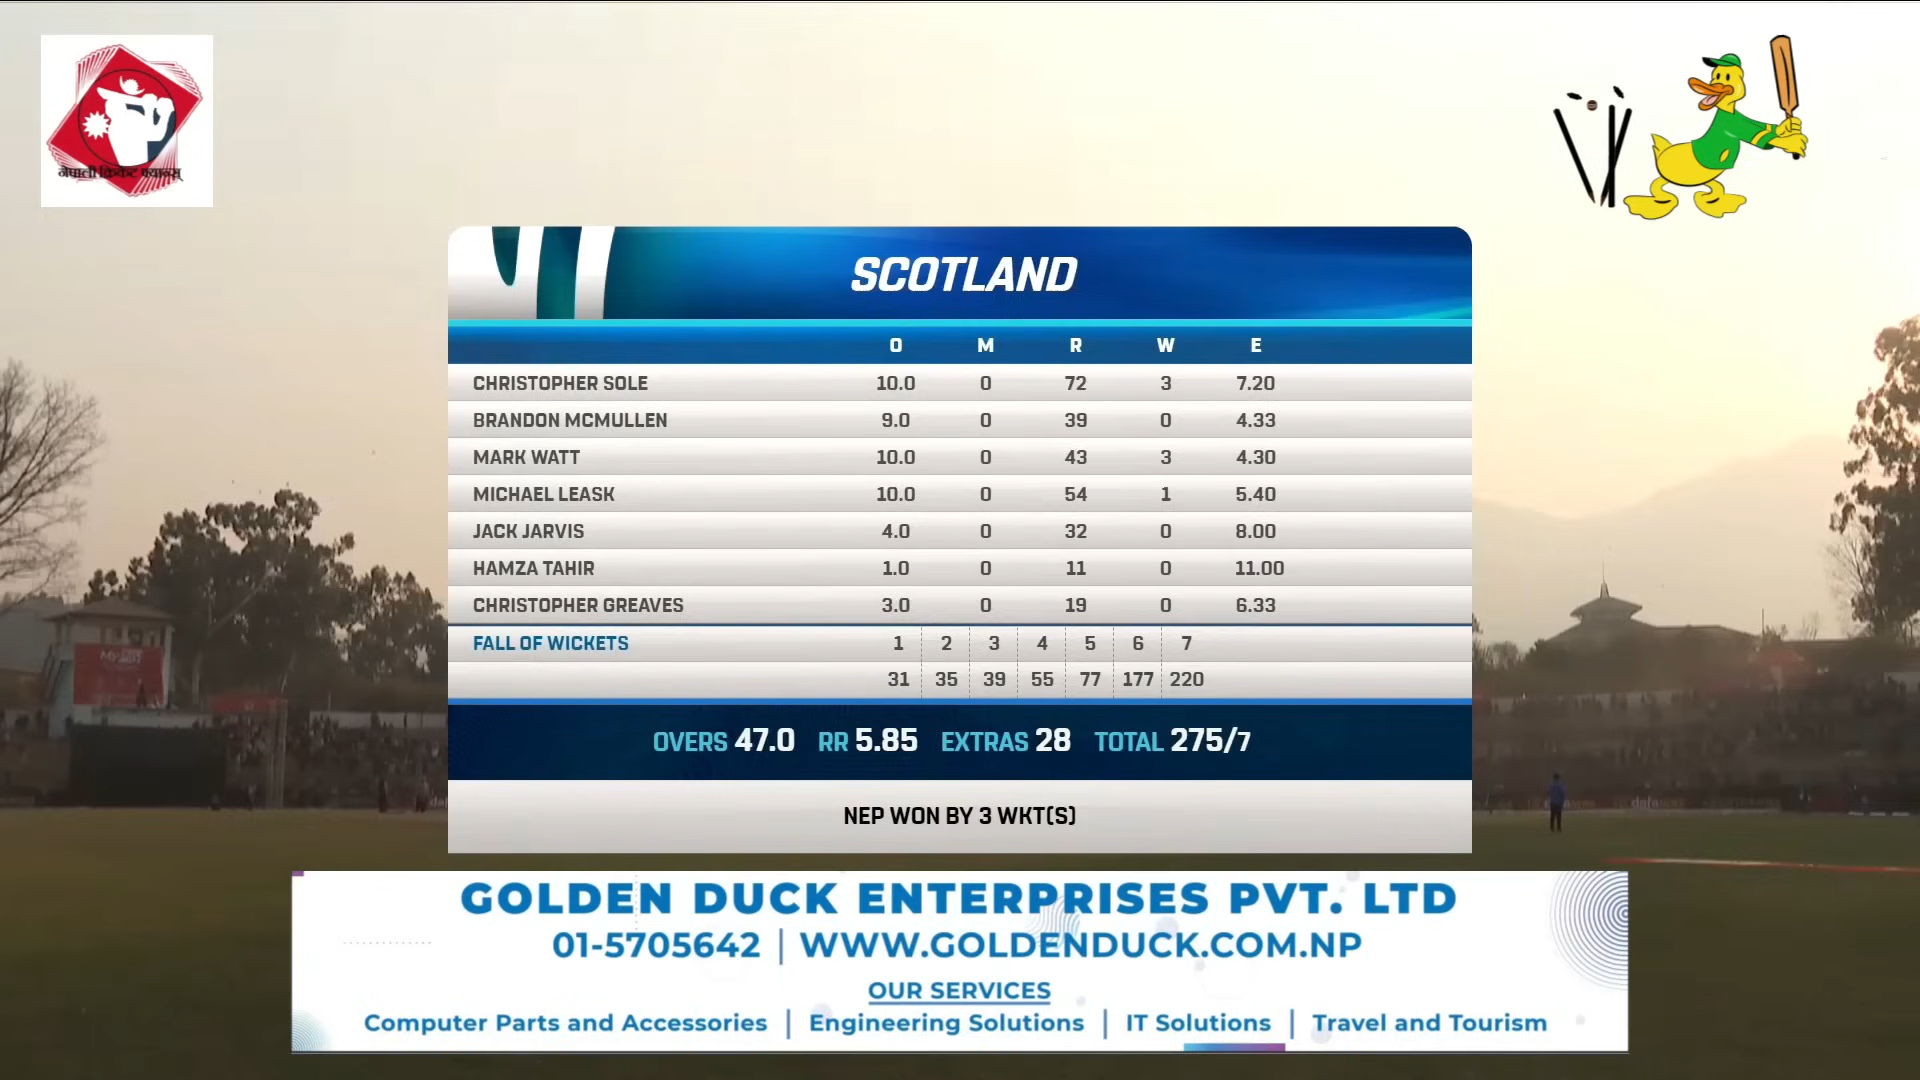 नेपाली क्रिकेट फ्यान्स्
SCOTLAND
O M R W E
CHRISTOPHER SOLE 10.0 0 72 3 7.20
BRANDON MCMULLEN 9.0 0 39 0 4.33
MARK WATT 10.0 0 43 3 4.30
MICHAEL LEASK 10.0 0 54 1 5.40
JACK JARVIS 4.0 0 32 0 8.00
HAMZA TAHIR 1.0 0 11 0 11.00
CHRISTOPHER GREAVES 3.0 0 19 0 6.33
FALL OF WICKETS 1 2 3 4 5 6 7
31 35 39 55 77 177 220
OVERS 47.0 RR 5.85 EXTRAS 28 TOTAL 275/7
NEP WON BY 3 WKT(S)
GOLDEN DUCK ENTERPRISES PVT. LTD
01-5705642 | WWW.GOLDENDUCK.COM.NP
OUR SERVICES
Computer Parts and Accessories | Engineering Solutions | IT Solutions | Travel and Tourism